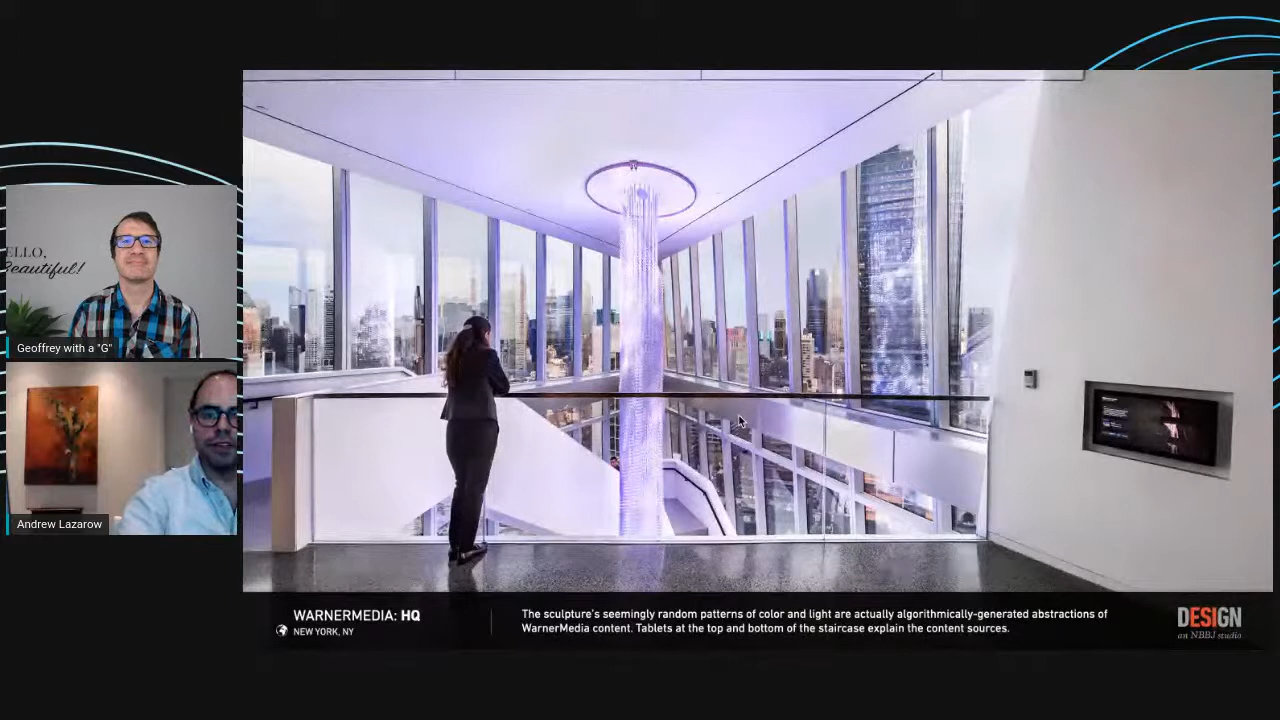 ELLO,
Beautiful!
Geoffrey with a "G"
Andrew Lazarow
WARNERMEDIA: HQ
NEW YORK, NY
The sculpture's seemingly random patterns of color and light are actually algorithmically-generated abstractions of
WarnerMedia content. Tablets at the top and bottom of the staircase explain the content sources.
DESIGN
an NBBJ studio